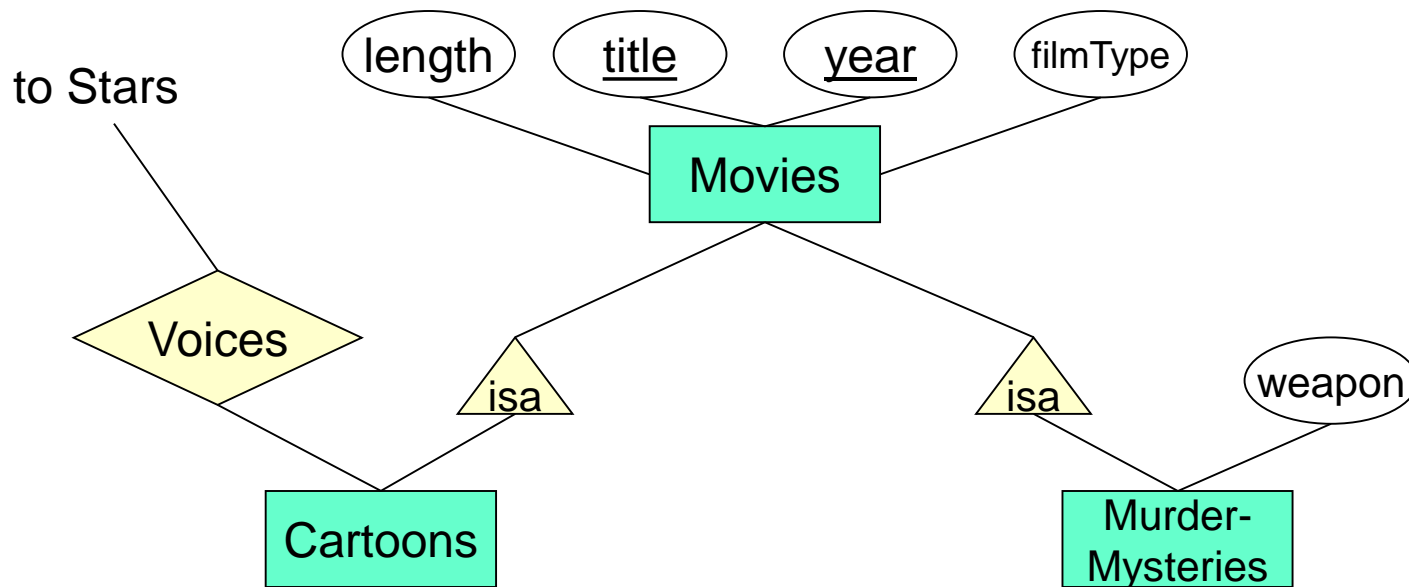 length
title
year
filmType
to Stars
Movies
Voices
isa
isa
weapon
Cartoons
Murder-
Mysteries